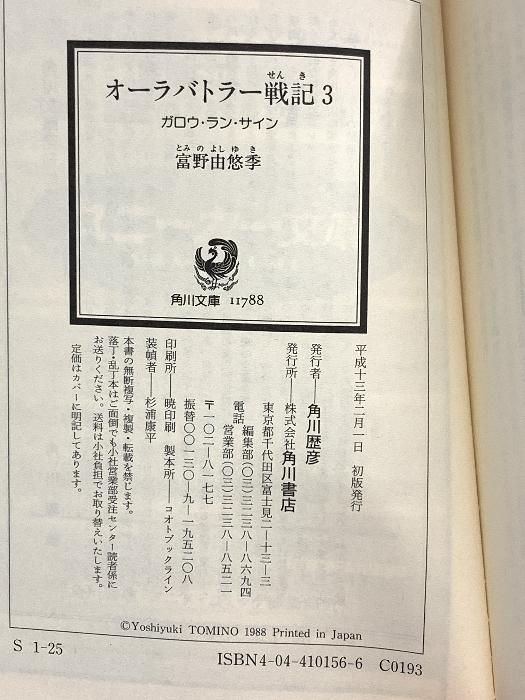 せん き
オーラバトラー戦記 3
ガロウ・ラン・サイン
とみ の よし ゆ き
富野由悠季
角川文庫 11788
平成十三年二月一日 初版発行
発行者——角川歴彦
発行所——株式会社角川書店
東京都千代田区富士見二—十三—三
電話 編集部(〇三)三二三八—八六九四
営業部(〇三)三二三八—八五二一
〒一〇二—八一七七
振替〇〇一三〇—九—一九五二〇八
印刷所——暁印刷 製本所——コオトブックライン
装幀者——杉浦康平
本書の無断複写・複製・転載を禁じます。
落丁・乱丁本はご面倒でも小社営業部受注センター読者係に
お送りください。送料は小社負担でお取り替えいたします。
定価はカバーに明記してあります。
©Yoshiyuki TOMINO 1988 Printed in Japan
S 1-25
ISBN4-04-410156-6 C0193